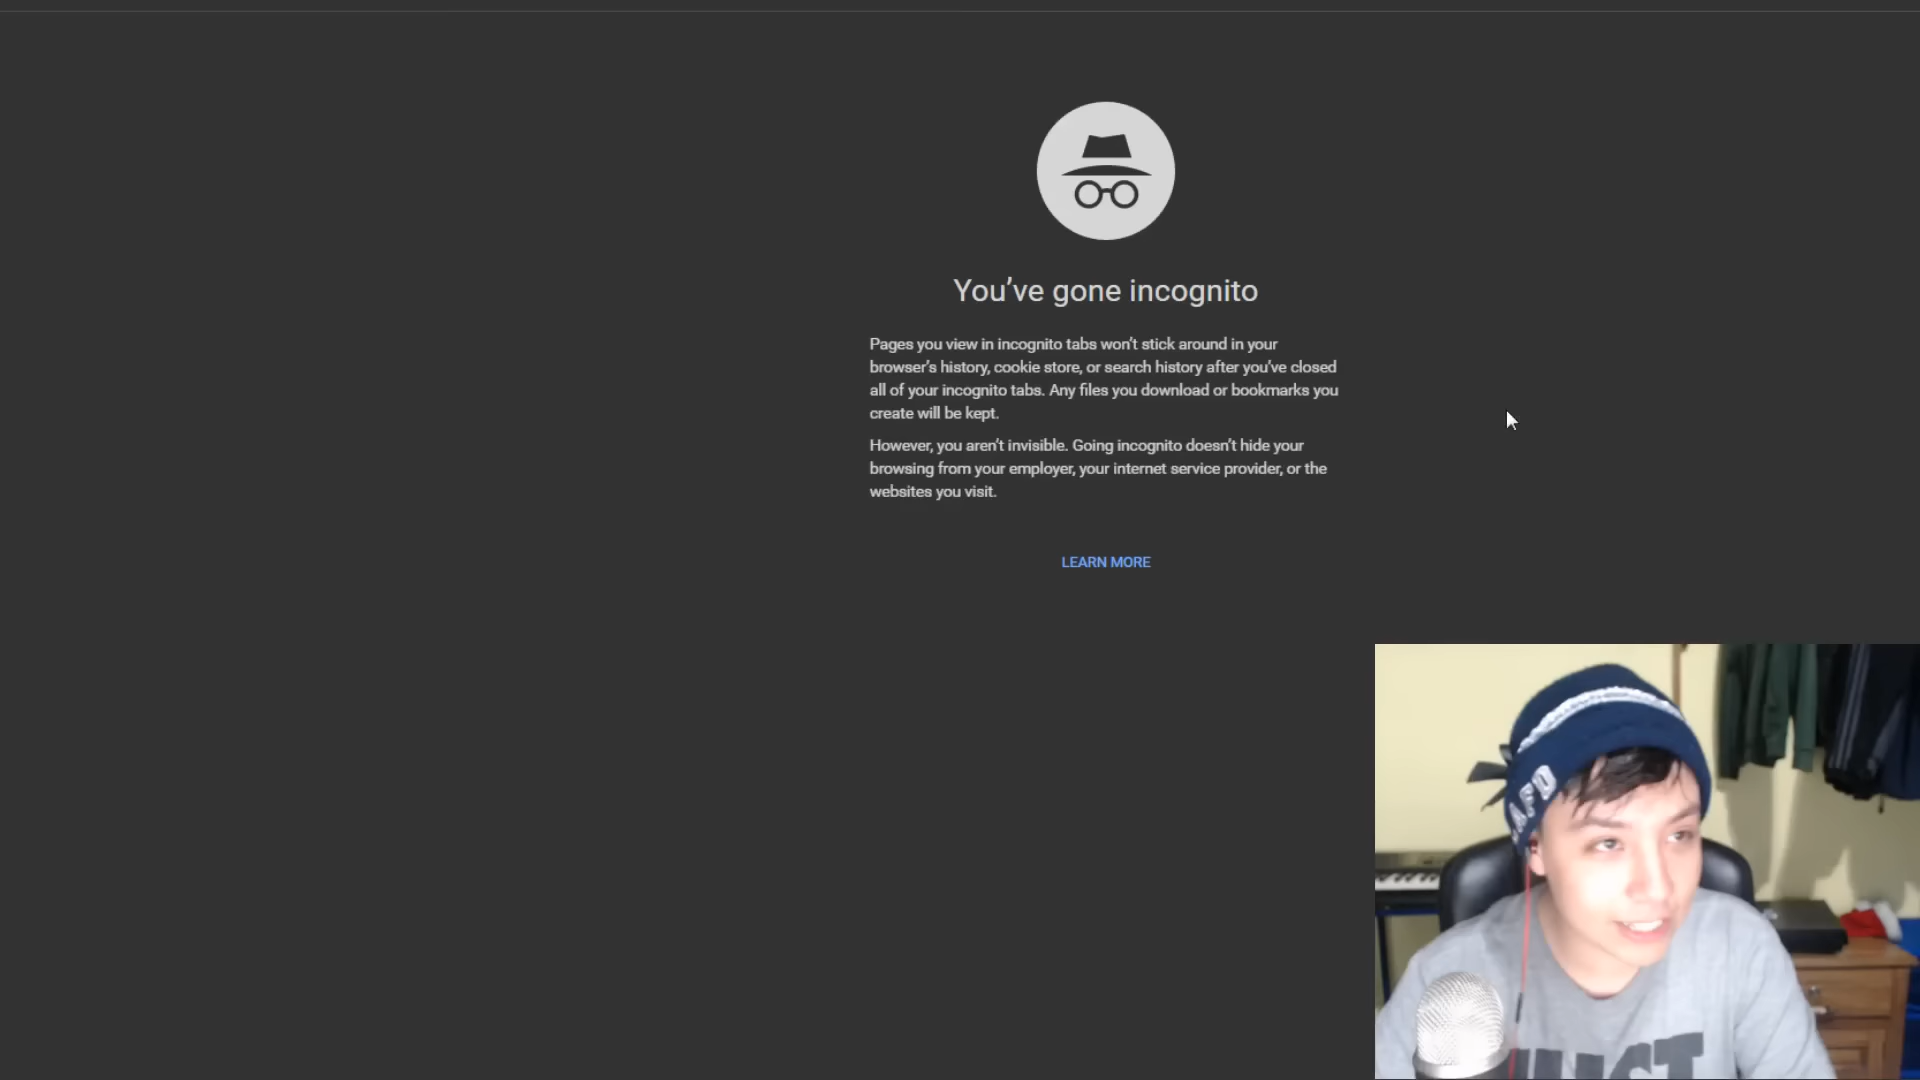 You’ve gone incognito
Pages you view in incognito tabs won’t stick around in your
browser’s history, cookie store, or search history after you’ve closed
all of your incognito tabs. Any files you download or bookmarks you
create will be kept.
However, you aren’t invisible. Going incognito doesn’t hide your
browsing from your employer, your internet service provider, or the
websites you visit.
LEARN MORE